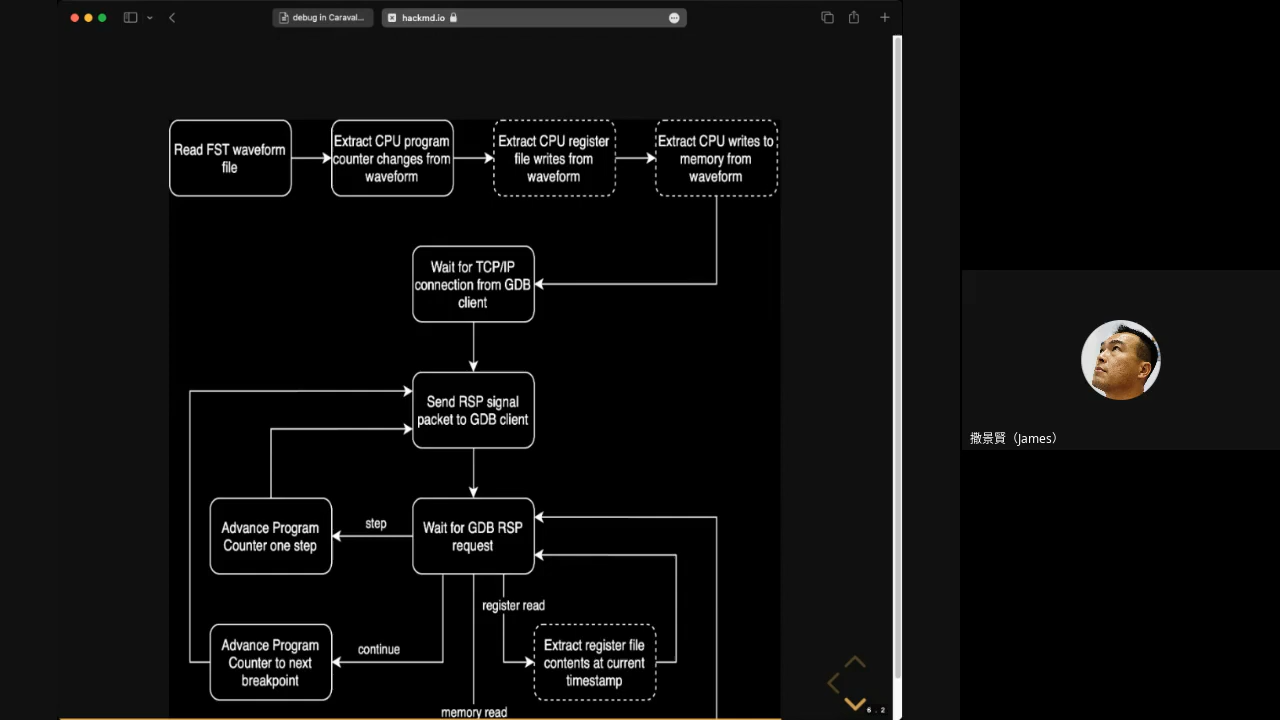 debug in Caraval...
hackmd.io
Read FST waveform
file
Extract CPU program
counter changes from
waveform
Extract CPU register
file writes from
waveform
Extract CPU writes to
memory from
waveform
Wait for TCP/IP
connection from GDB
client
Send RSP signal
packet to GDB client
Advance Program
Counter one step
step
Wait for GDB RSP
request
register read
Advance Program
Counter to next
breakpoint
continue
Extract register file
contents at current
timestamp
memory read
6.2
撒景賢（James）